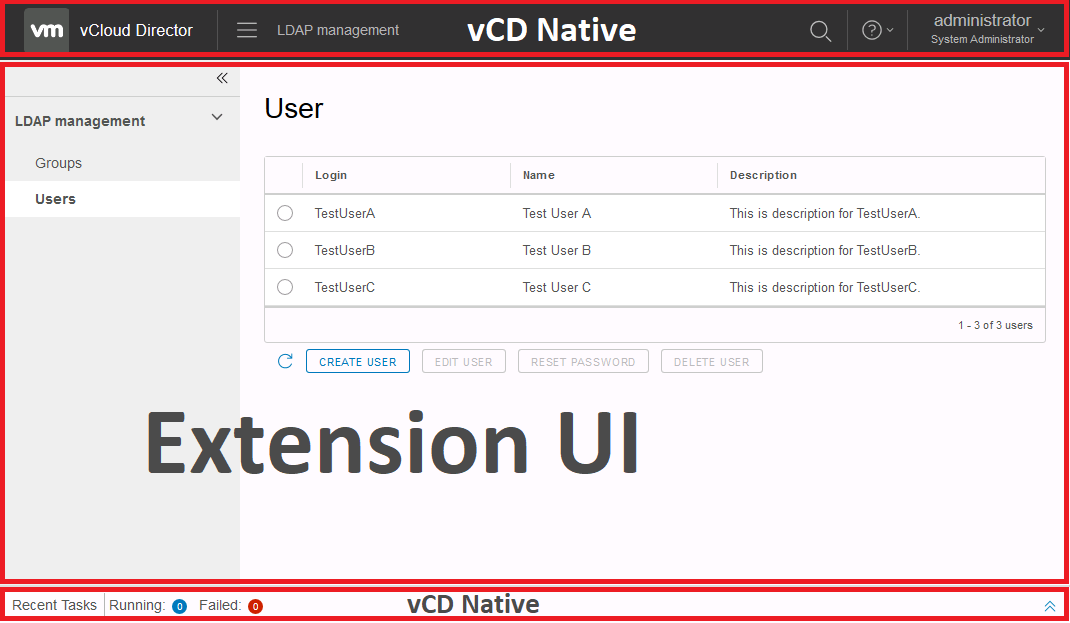 vm vCloud Director LDAP management vCD Native ? administrator
System Administrator
LDAP management
Groups
Users
User
Login Name Description
TestUserA Test User A This is description for TestUserA.
TestUserB Test User B This is description for TestUserB.
TestUserC Test User C This is description for TestUserC.
1 - 3 of 3 users
CREATE USER EDIT USER RESET PASSWORD DELETE USER
Extension UI
Recent Tasks Running: 0 Failed: 0 vCD Native